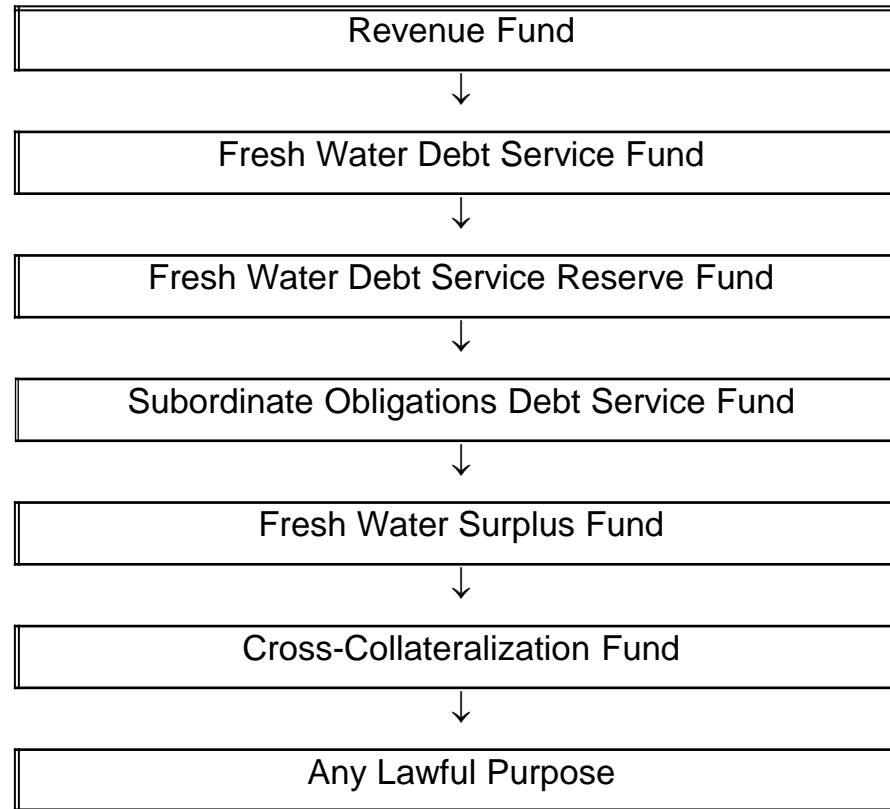 Revenue Fund
↓
Fresh Water Debt Service Fund
↓
Fresh Water Debt Service Reserve Fund
↓
Subordinate Obligations Debt Service Fund
↓
Fresh Water Surplus Fund
↓
Cross-Collateralization Fund
↓
Any Lawful Purpose